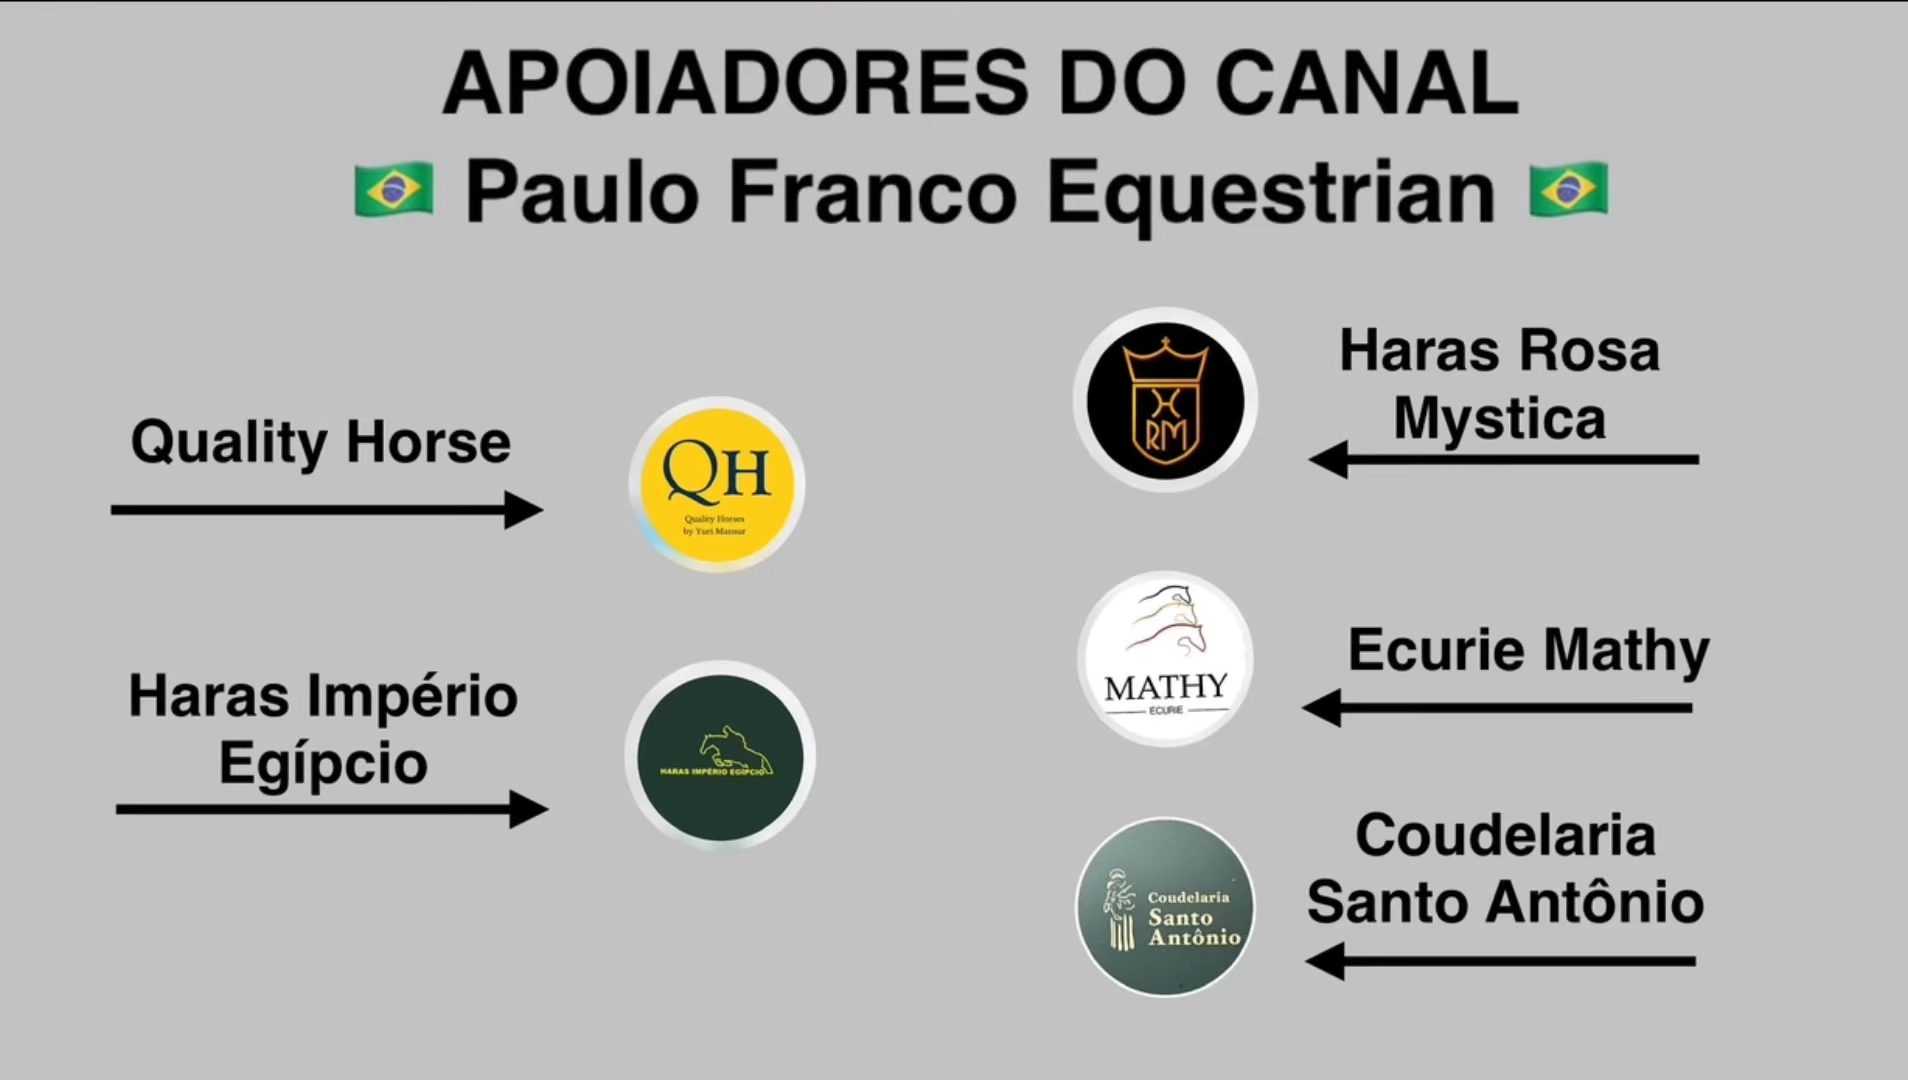 APOIADORES DO CANAL
🇧🇷 Paulo Franco Equestrian 🇧🇷
Quality Horse
QH
Quality Horses
by Yuri Mansur
Haras Império
Egípcio
HARAS IMPÉRIO EGÍPCIO
H
RM
Haras Rosa
Mystica
MATHY
ECURIE
Ecurie Mathy
Coudelaria
Santo
Antônio
Coudelaria
Santo Antônio